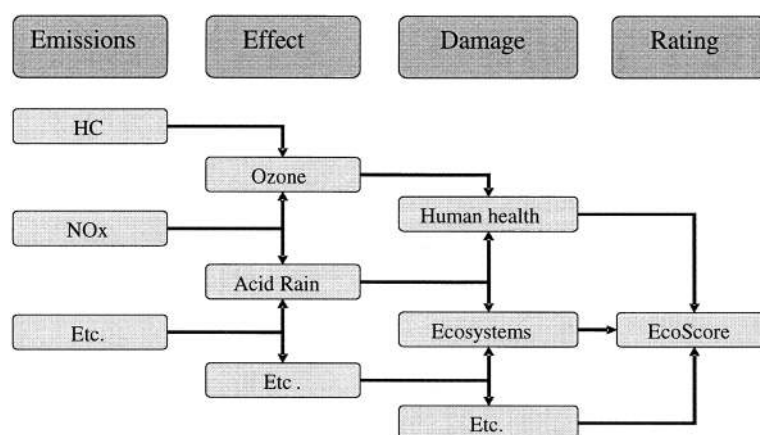 Emissions
Effect
Damage
Rating
HC
Ozone
Human health
NOx
Acid Rain
Etc.
Ecosystems
EcoScore
Etc .
Etc.